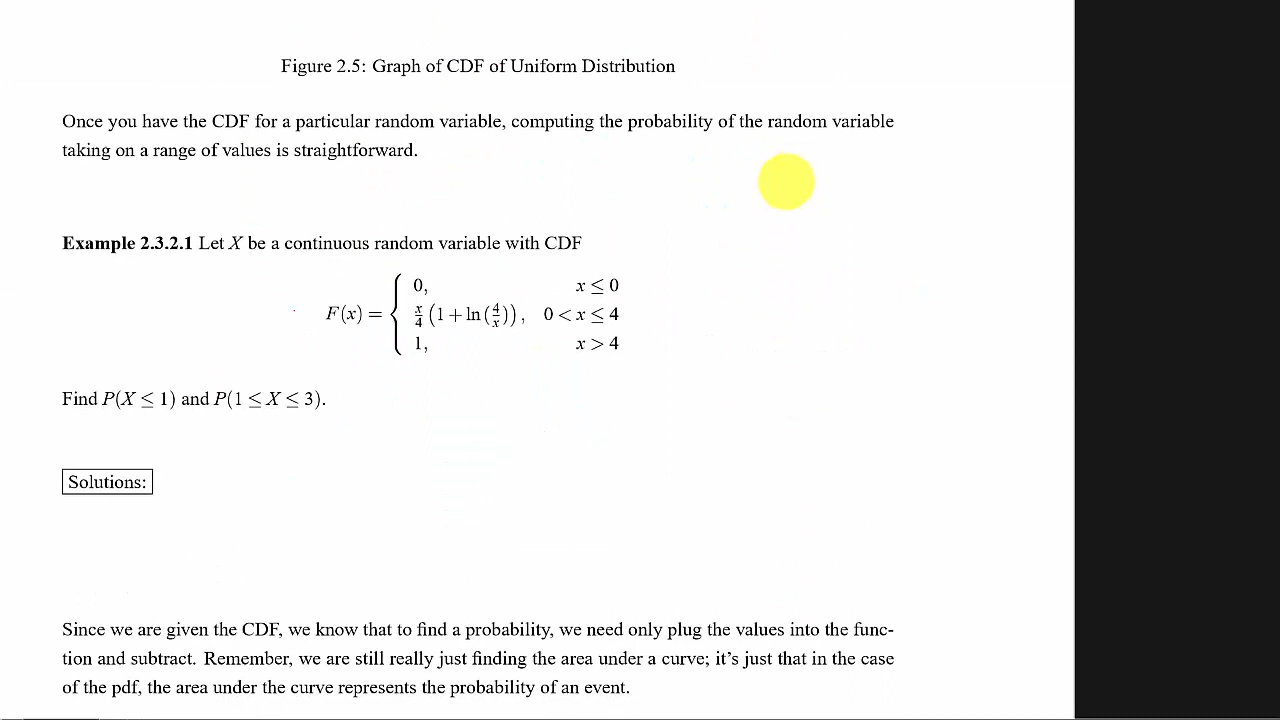 Figure 2.5: Graph of CDF of Uniform Distribution
Once you have the CDF for a particular random variable, computing the probability of the random variable
taking on a range of values is straightforward.
Example 2.3.2.1 Let X be a continuous random variable with CDF
F(x) = { 0, x ≤ 0
x/4 (1 + ln(4/x)), 0 < x ≤ 4
1, x > 4
Find P(X ≤ 1) and P(1 ≤ X ≤ 3).
Solutions:
Since we are given the CDF, we know that to find a probability, we need only plug the values into the func-
tion and subtract. Remember, we are still really just finding the area under a curve; it's just that in the case
of the pdf, the area under the curve represents the probability of an event.